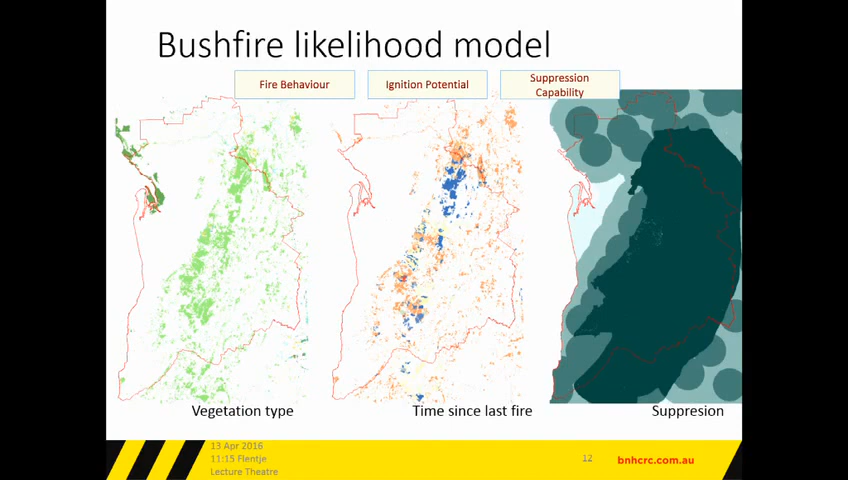 Bushfire likelihood model
Fire Behaviour
Ignition Potential
Suppression
Capability
Vegetation type
Time since last fire
Suppresion
13 Apr 2016
11:15 Flentje
Lecture Theatre
12
bnhcrc.com.au